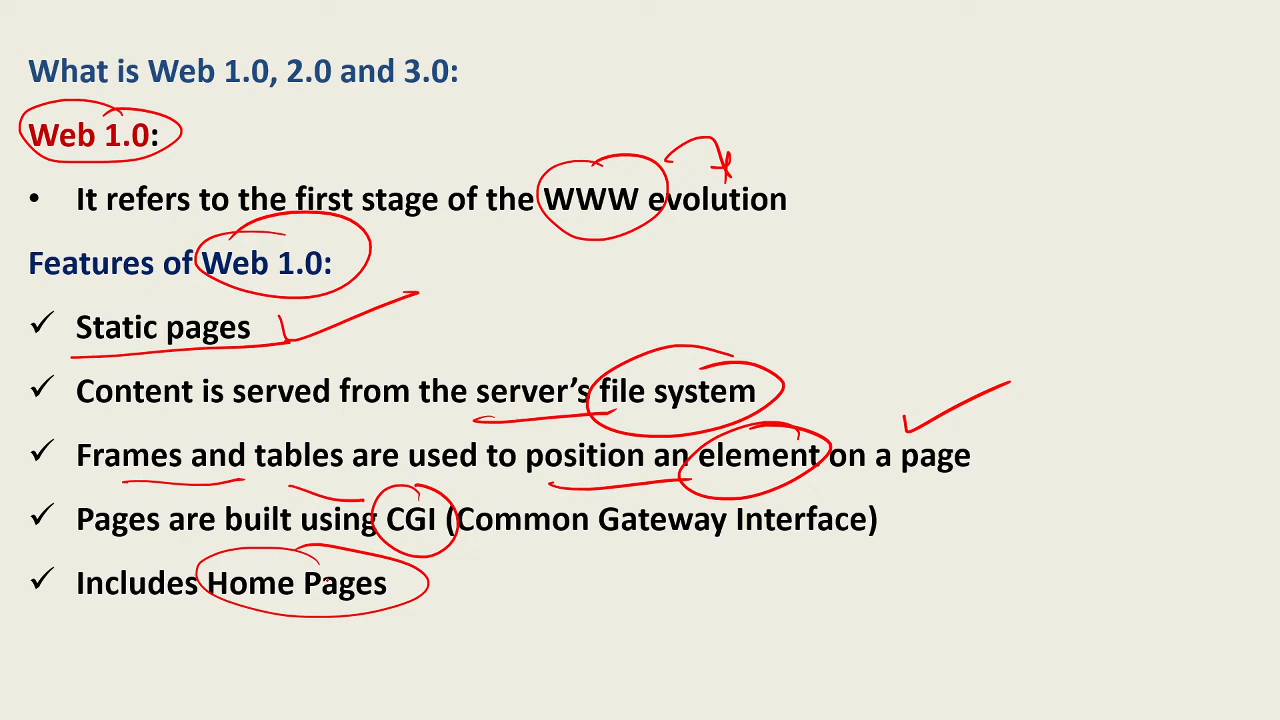 What is Web 1.0, 2.0 and 3.0:
Web 1.0:
• It refers to the first stage of the WWW evolution
Features of Web 1.0:
✓ Static pages
✓ Content is served from the server’s file system
✓ Frames and tables are used to position an element on a page
✓ Pages are built using CGI (Common Gateway Interface)
✓ Includes Home Pages